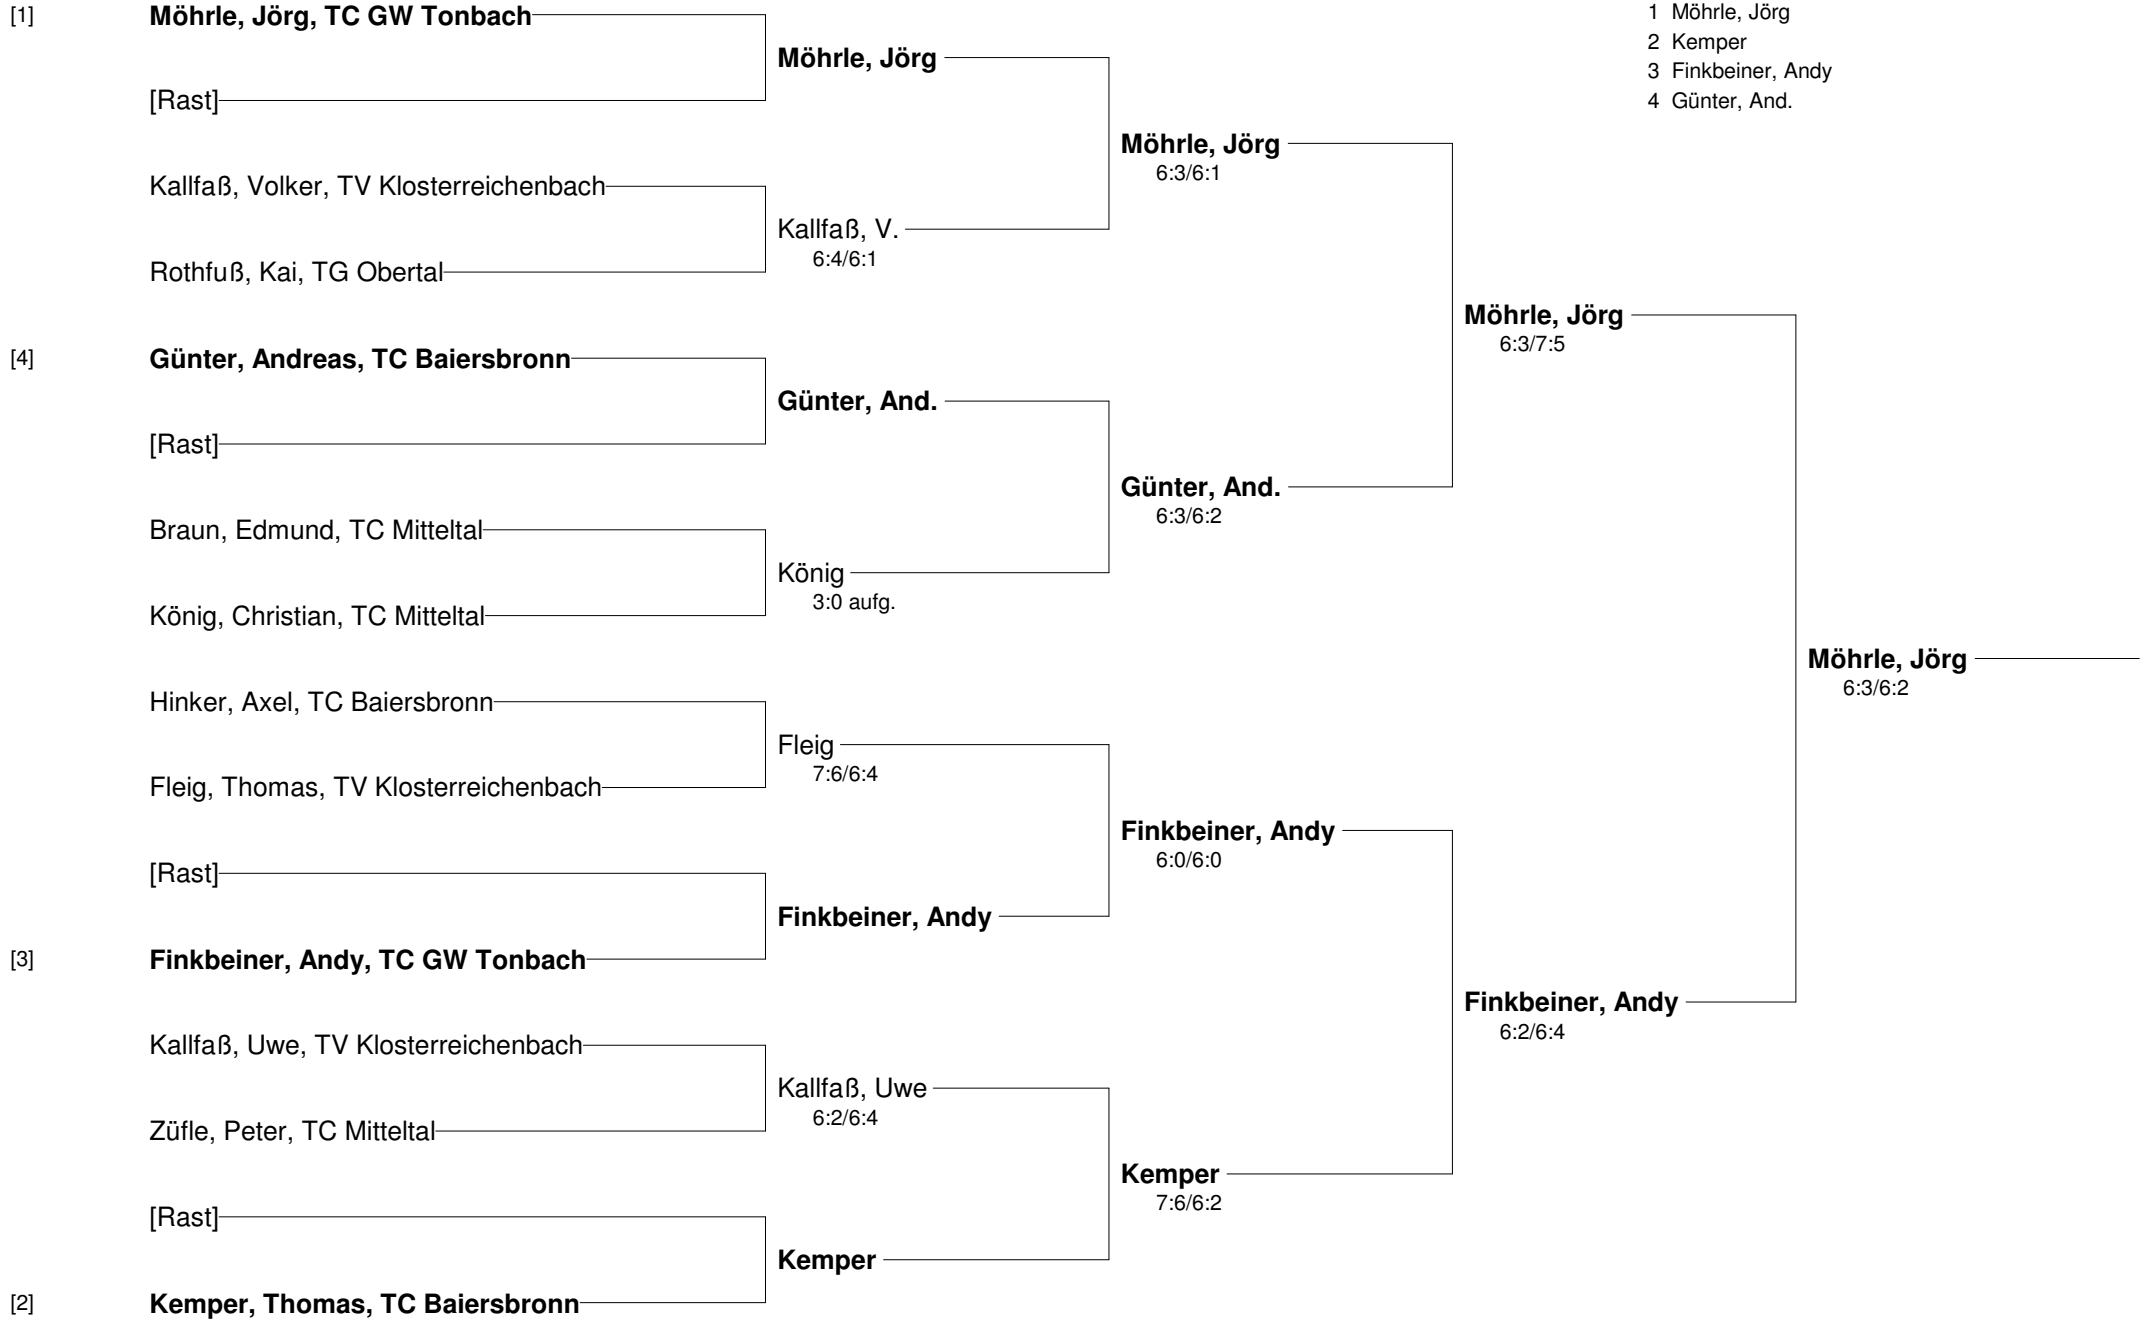 [1] Möhrle, Jörg, TC GW Tonbach
[Rast]
Kallfaß, Volker, TV Klosterreichenbach
Rothfuß, Kai, TG Obertal
[4] Günter, Andreas, TC Baiersbronn
[Rast]
Braun, Edmund, TC Mitteltal
König, Christian, TC Mitteltal
Hinker, Axel, TC Baiersbronn
Fleig, Thomas, TV Klosterreichenbach
[Rast]
[3] Finkbeiner, Andy, TC GW Tonbach
Kallfaß, Uwe, TV Klosterreichenbach
Züfle, Peter, TC Mitteltal
[Rast]
[2] Kemper, Thomas, TC Baiersbronn
Möhrle, Jörg
Kallfaß, V.
6:4/6:1
Günter, And.
König
3:0 aufg.
Fleig
7:6/6:4
Finkbeiner, Andy
Kallfaß, Uwe
6:2/6:4
Kemper
Möhrle, Jörg
6:3/6:1
Günter, And.
6:3/6:2
Finkbeiner, Andy
6:0/6:0
Kemper
7:6/6:2
Möhrle, Jörg
6:3/7:5
Finkbeiner, Andy
6:2/6:4
Möhrle, Jörg
6:3/6:2
1 Möhrle, Jörg
2 Kemper
3 Finkbeiner, Andy
4 Günter, And.